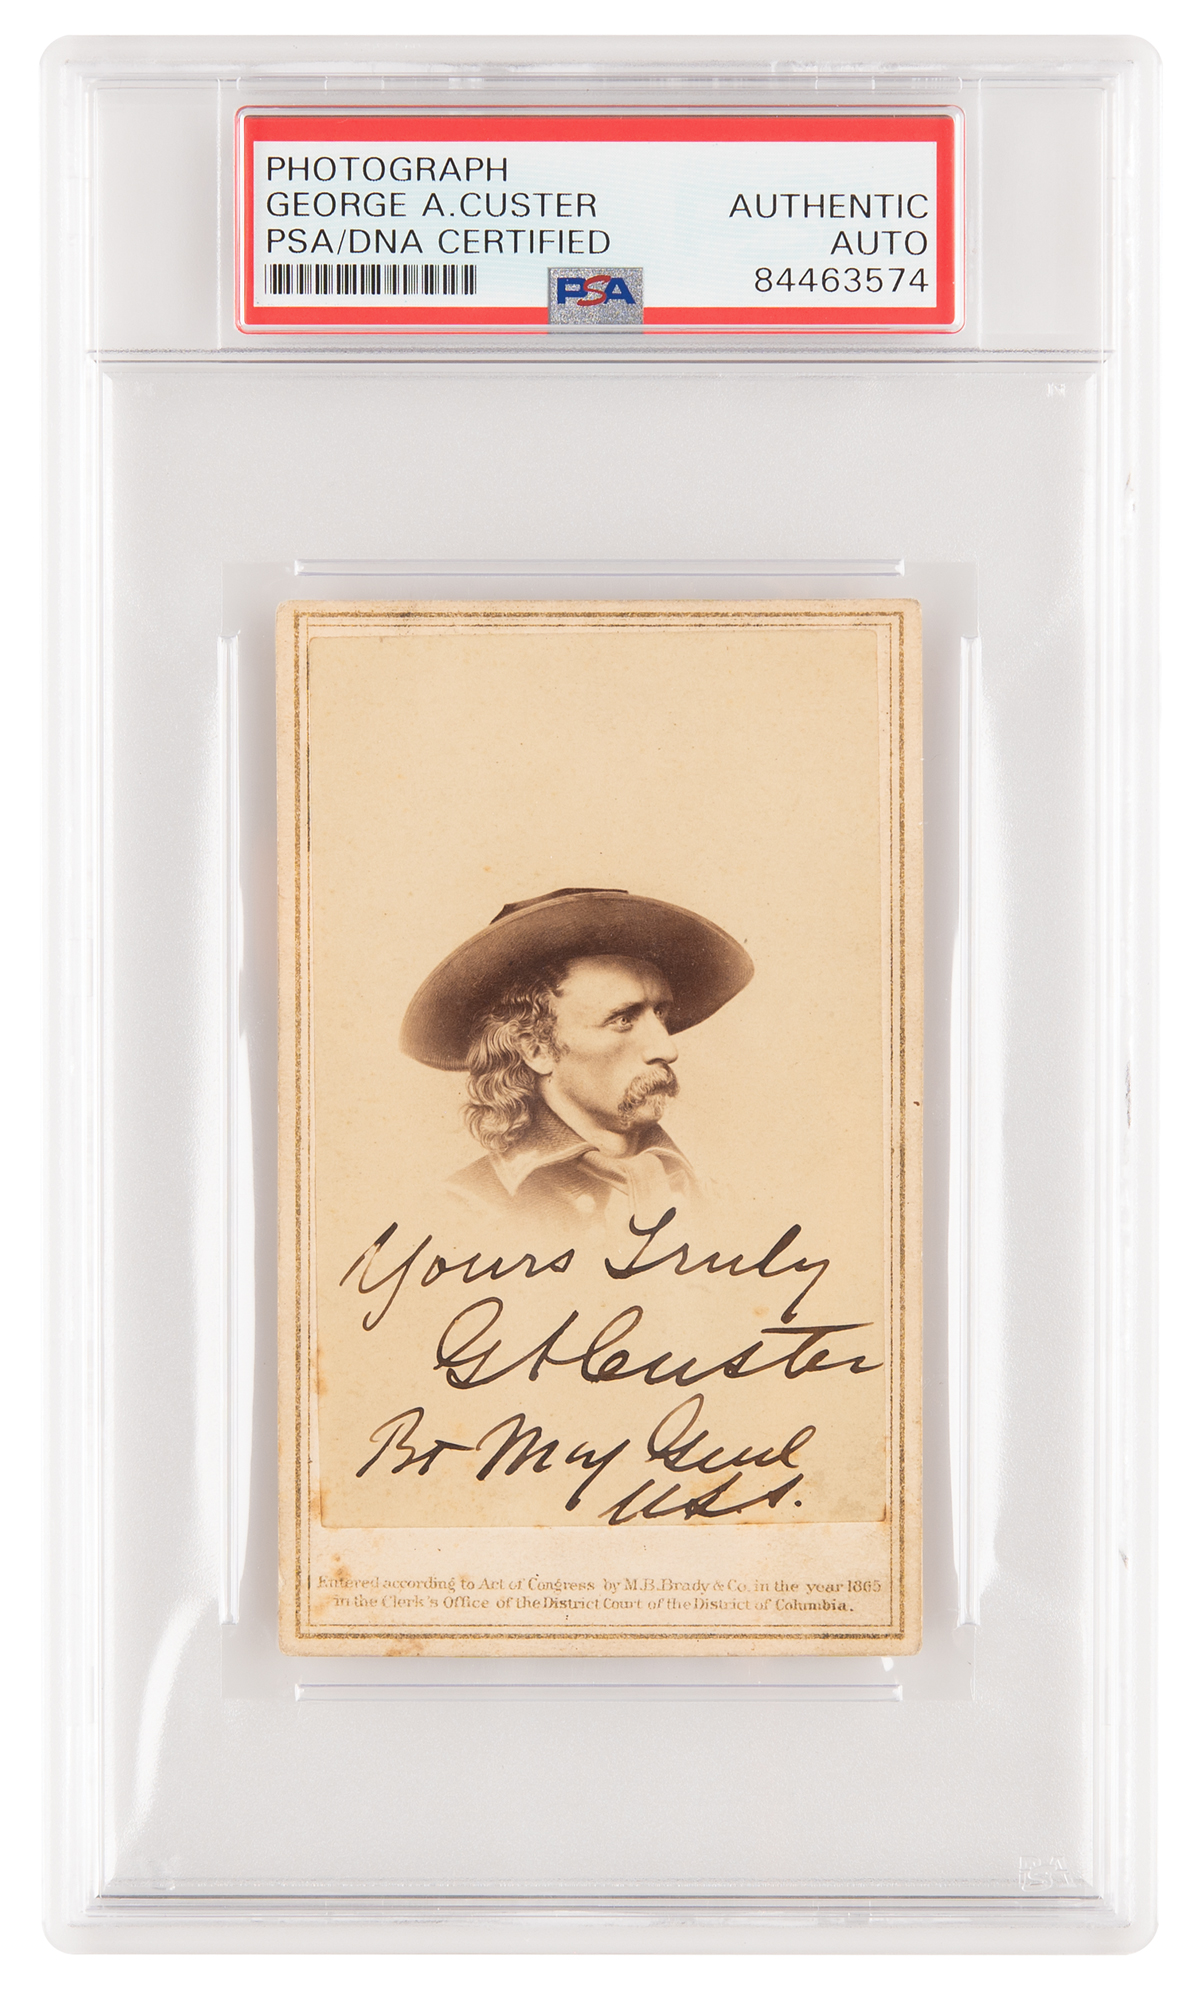 PHOTOGRAPH
GEORGE A.CUSTER
PSA/DNA CERTIFIED
AUTHENTIC
AUTO
84463574
PSA
Yours Truly
GACuster
Bt Maj Genl
USA.
Entered according to Act of Congress by M.B.Brady & Co. in the year 1865
in the Clerk's Office of the District Court of the District of Columbia.